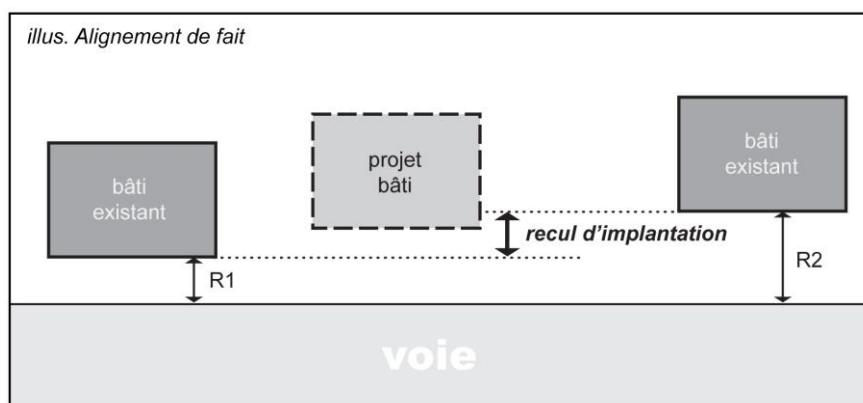 illus. Alignement de fait
bâti
existant
projet
bâti
bâti
existant
recul d'implantation
R1
R2
voie